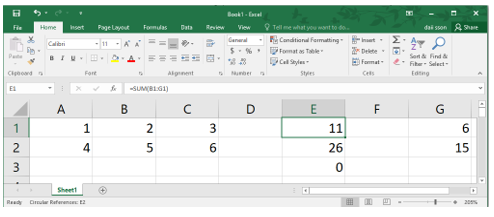 Book1 - Excel
File Home Insert Page Layout Formulas Data Review View Tell me what you want to do... daii sson Share
Paste Calibri 11 A A General Conditional Formatting Insert Σ
B I U A $ % , Format as Table Delete Sort & Find &
Cell Styles Format Filter Select
Clipboard Font Alignment Number Styles Cells Editing
E1 fx =SUM(B1:G1)
A B C D E F G
1 1 2 3 11 6
2 4 5 6 26 15
3 0
Sheet1
Ready Circular References: E2 205%